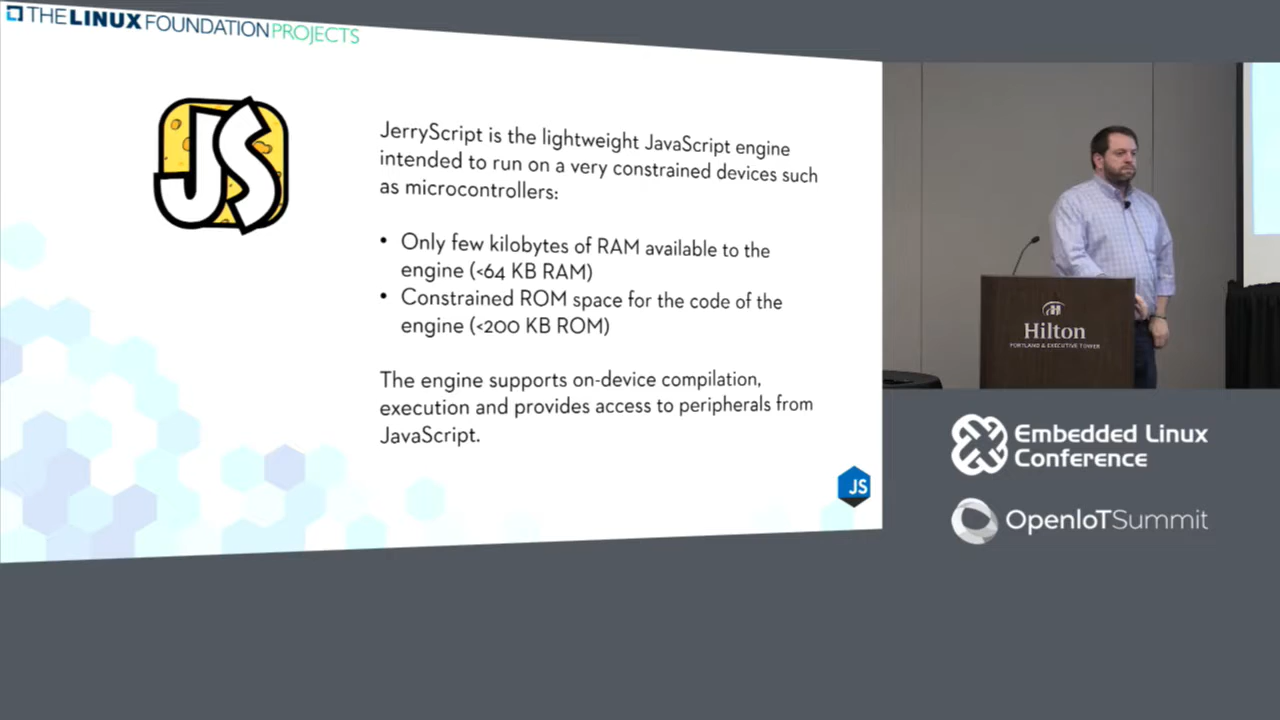 THE LINUX FOUNDATION PROJECTS
JS
JerryScript is the lightweight JavaScript engine
intended to run on a very constrained devices such
as microcontrollers:
• Only few kilobytes of RAM available to the
engine (<64 KB RAM)
• Constrained ROM space for the code of the
engine (<200 KB ROM)
The engine supports on-device compilation,
execution and provides access to peripherals from
JavaScript.
JS
Hilton
PORTLAND & EXECUTIVE TOWER
Embedded Linux
Conference
OpenIoTSummit